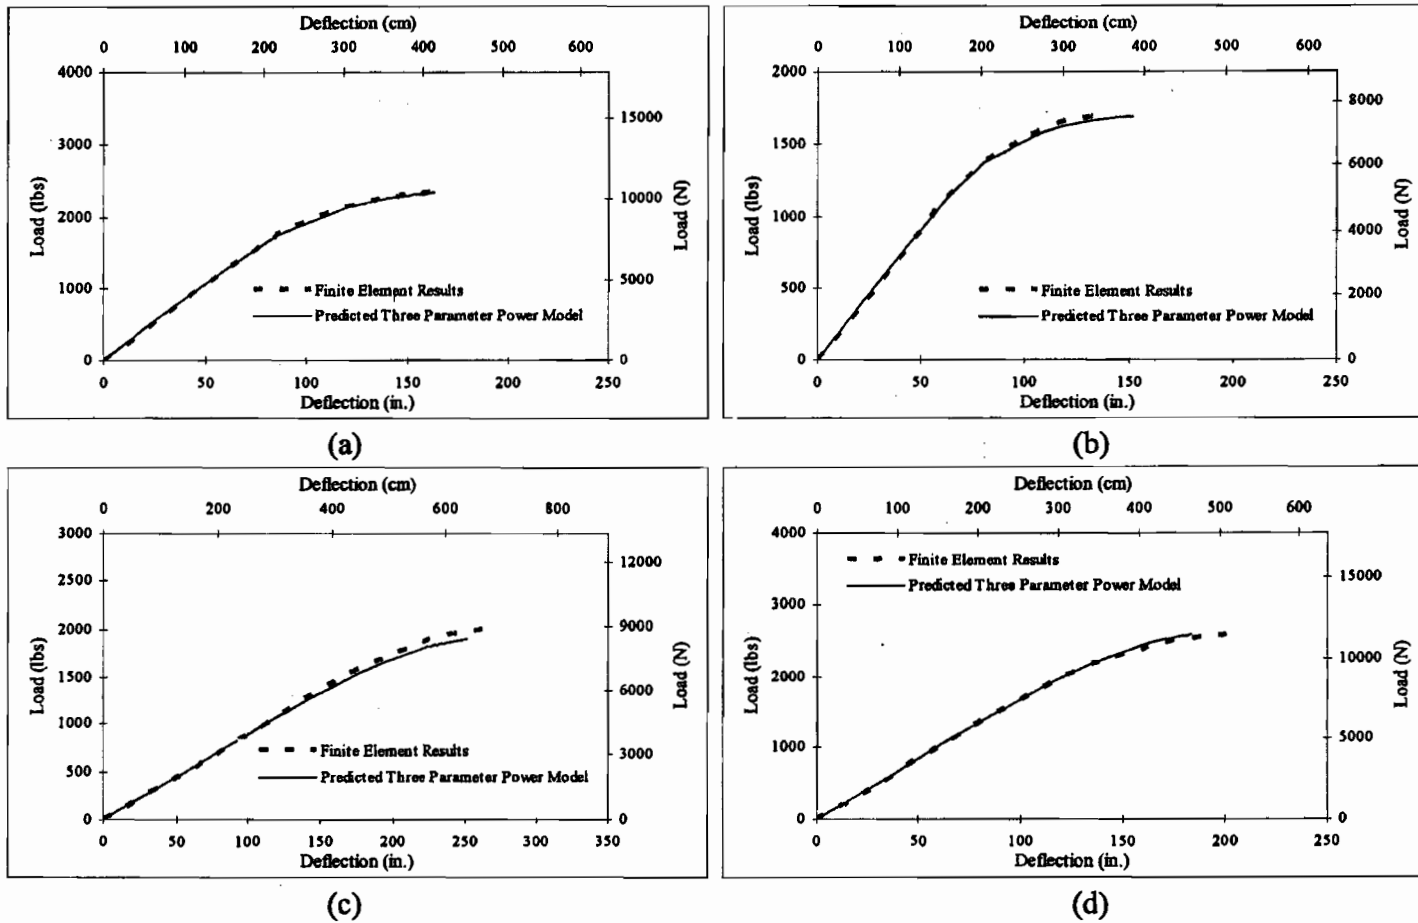 Deflection (cm)
0 100 200 300 400 500 600
4000
3000
2000
1000
0
Load (lbs)
15000
10000
5000
0
Load (N)
Finite Element Results
Predicted Three Parameter Power Model
0 50 100 150 200 250
Deflection (in.)
(a)
Deflection (cm)
0 100 200 300 400 500 600
2000
1500
1000
500
0
Load (lbs)
8000
6000
4000
2000
0
Load (N)
Finite Element Results
Predicted Three Parameter Power Model
0 50 100 150 200 250
Deflection (in.)
(b)
Deflection (cm)
0 200 400 600 800
3000
2500
2000
1500
1000
500
0
Load (lbs)
12000
9000
6000
3000
0
Load (N)
Finite Element Results
Predicted Three Parameter Power Model
0 50 100 150 200 250 300 350
Deflection (in.)
(c)
Deflection (cm)
0 100 200 300 400 500 600
4000
3000
2000
1000
0
Load (lbs)
15000
10000
5000
0
Load (N)
Finite Element Results
Predicted Three Parameter Power Model
0 50 100 150 200 250
Deflection (in.)
(d)